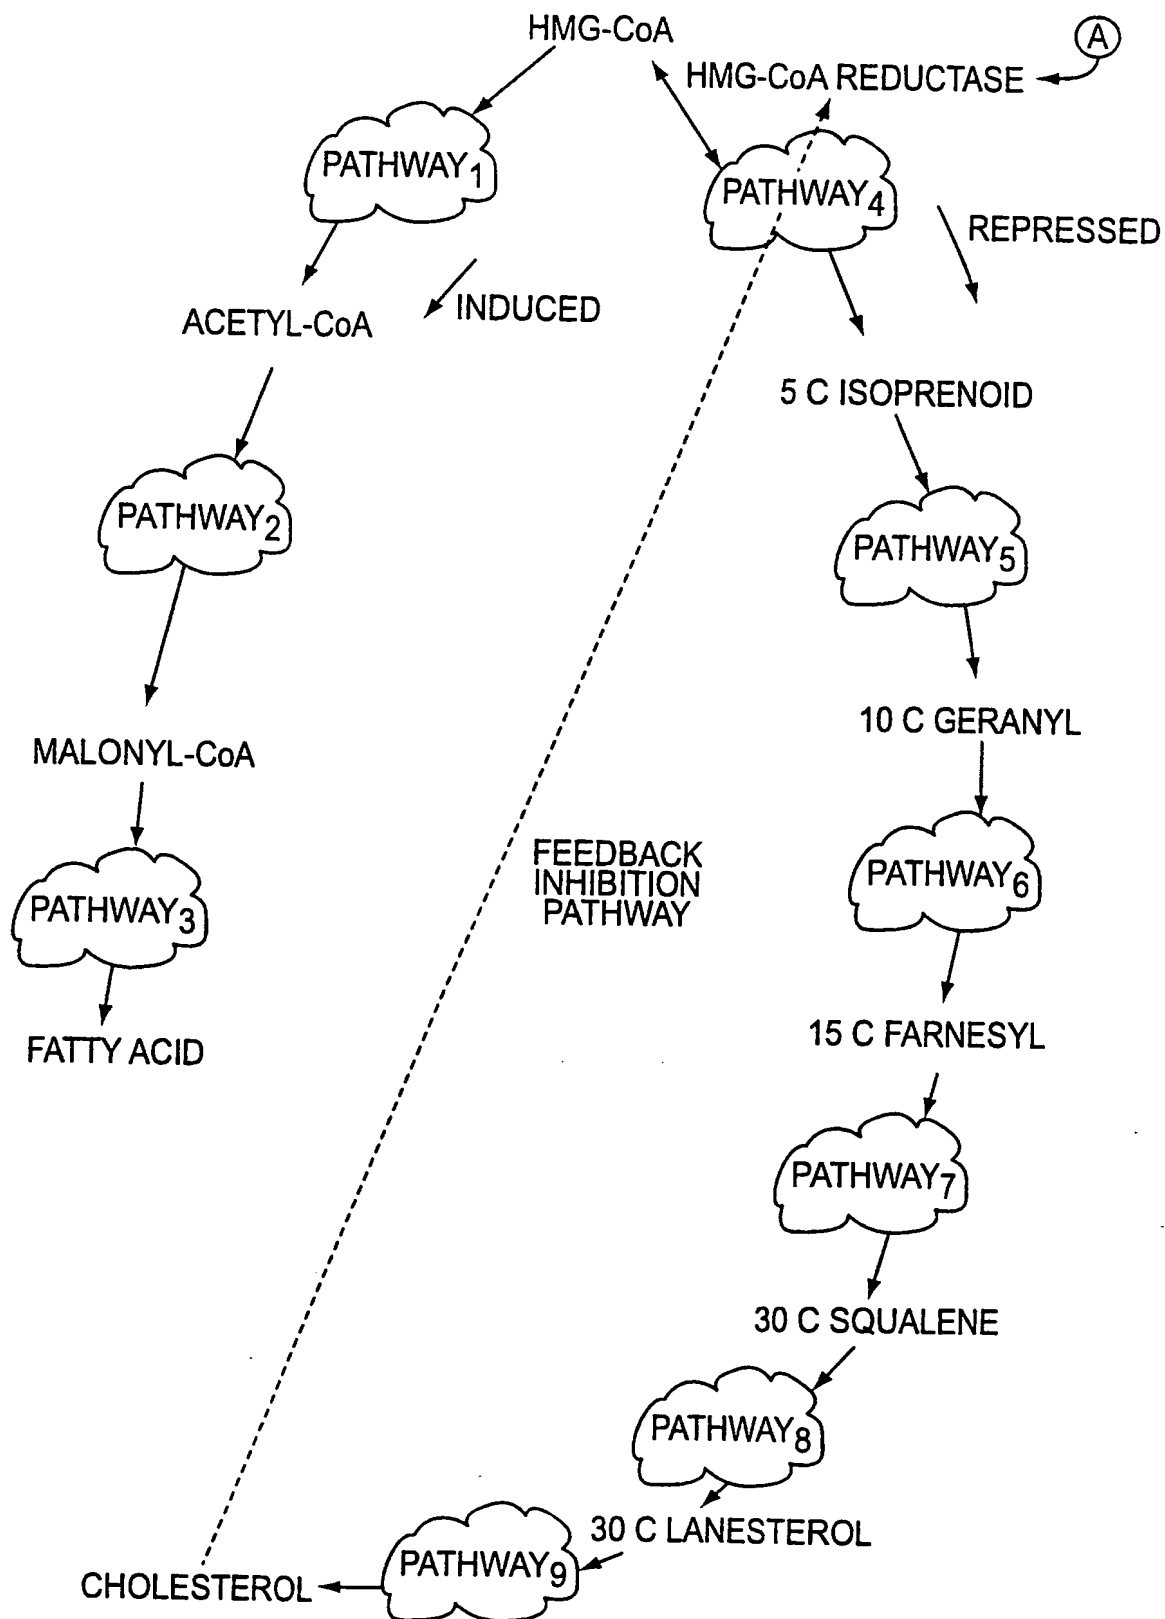 HMG-CoA
A
HMG-CoA REDUCTASE
PATHWAY1
PATHWAY4
REPRESSED
INDUCED
ACETYL-CoA
5 C ISOPRENOID
PATHWAY2
PATHWAY5
10 C GERANYL
MALONYL-CoA
FEEDBACK
INHIBITION
PATHWAY
PATHWAY6
PATHWAY3
15 C FARNESYL
FATTY ACID
PATHWAY7
30 C SQUALENE
PATHWAY8
30 C LANESTEROL
PATHWAY9
CHOLESTEROL